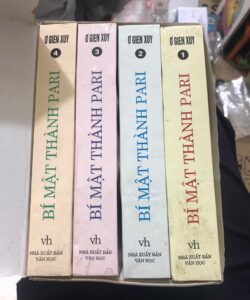 Ơ GIEN XUY
4
BÍ MẬT THÀNH PARI
vh
NHÀ XUẤT BẢN
VĂN HỌC
Ơ GIEN XUY
3
BÍ MẬT THÀNH PARI
vh
NHÀ XUẤT BẢN
VĂN HỌC
Ơ GIEN XUY
2
BÍ MẬT THÀNH PARI
vh
NHÀ XUẤT BẢN
VĂN HỌC
Ơ GIEN XUY
1
BÍ MẬT THÀNH PARI
vh
NHÀ XUẤT BẢN
VĂN HỌC